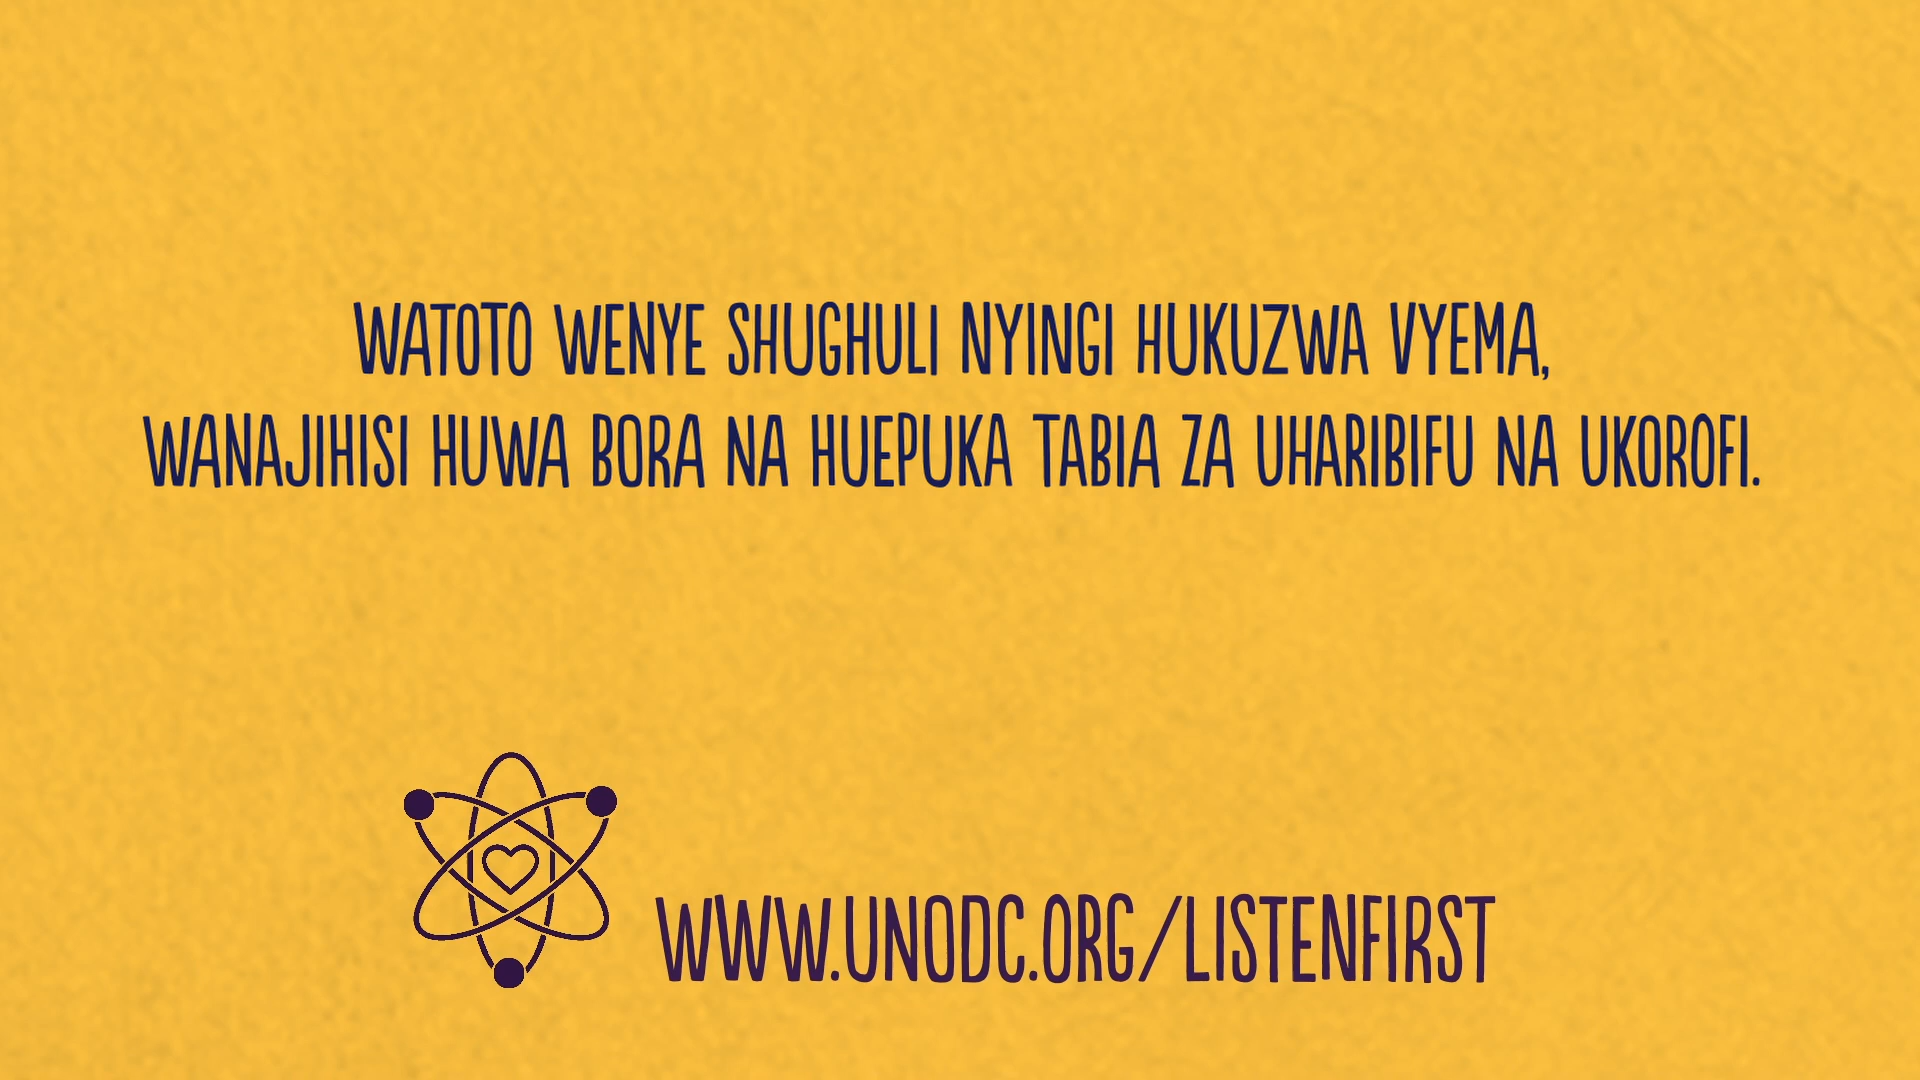 WATOTO WENYE SHUGHULI NYINGI HUKUZWA VYEMA,
WANAJIHISI HUWA BORA NA HUEPUKA TABIA ZA UHARIBIFU NA UKOROFI.
WWW.UNODC.ORG/LISTENFIRST